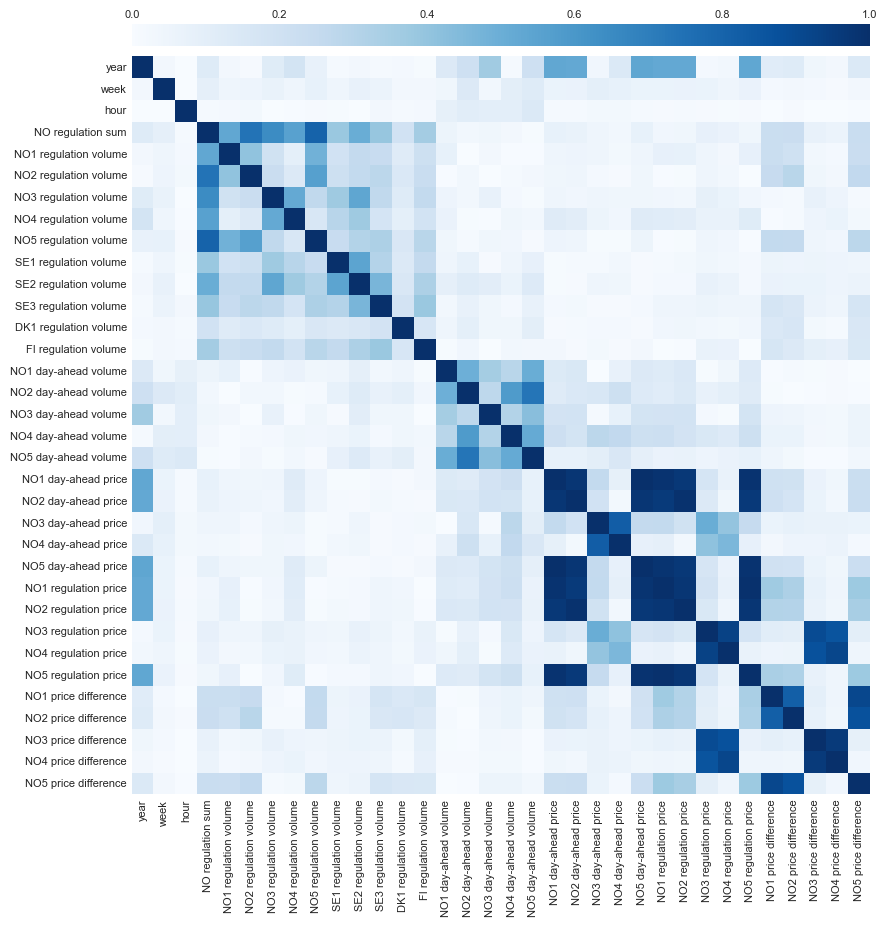 0.0 0.2 0.4 0.6 0.8 1.0
year
week
hour
NO regulation sum
NO1 regulation volume
NO2 regulation volume
NO3 regulation volume
NO4 regulation volume
NO5 regulation volume
SE1 regulation volume
SE2 regulation volume
SE3 regulation volume
DK1 regulation volume
FI regulation volume
NO1 day-ahead volume
NO2 day-ahead volume
NO3 day-ahead volume
NO4 day-ahead volume
NO5 day-ahead volume
NO1 day-ahead price
NO2 day-ahead price
NO3 day-ahead price
NO4 day-ahead price
NO5 day-ahead price
NO1 regulation price
NO2 regulation price
NO3 regulation price
NO4 regulation price
NO5 regulation price
NO1 price difference
NO2 price difference
NO3 price difference
NO4 price difference
NO5 price difference
year
week
hour
NO regulation sum
NO1 regulation volume
NO2 regulation volume
NO3 regulation volume
NO4 regulation volume
NO5 regulation volume
SE1 regulation volume
SE2 regulation volume
SE3 regulation volume
DK1 regulation volume
FI regulation volume
NO1 day-ahead volume
NO2 day-ahead volume
NO3 day-ahead volume
NO4 day-ahead volume
NO5 day-ahead volume
NO1 day-ahead price
NO2 day-ahead price
NO3 day-ahead price
NO4 day-ahead price
NO5 day-ahead price
NO1 regulation price
NO2 regulation price
NO3 regulation price
NO4 regulation price
NO5 regulation price
NO1 price difference
NO2 price difference
NO3 price difference
NO4 price difference
NO5 price difference